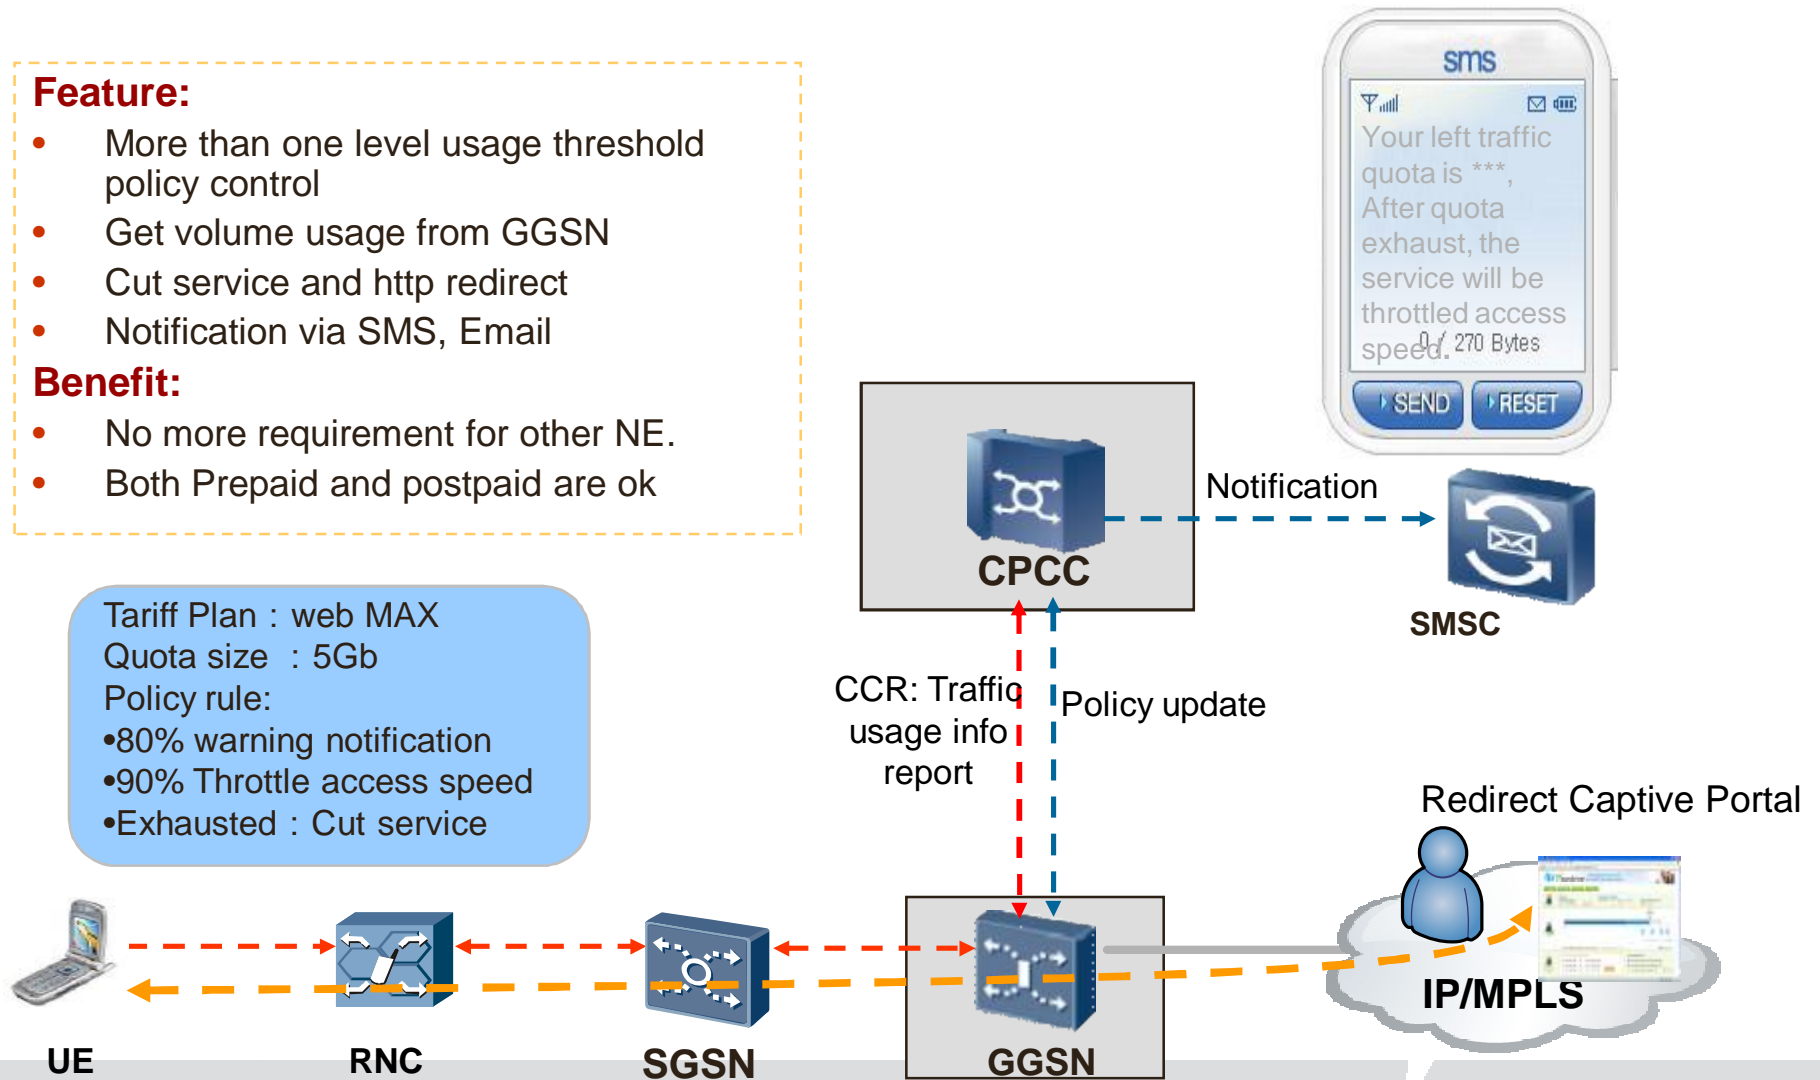 Feature:
• More than one level usage threshold
policy control
• Get volume usage from GGSN
• Cut service and http redirect
• Notification via SMS, Email
Benefit:
• No more requirement for other NE.
• Both Prepaid and postpaid are ok
sms
Your left traffic
quota is ***,
After quota
exhaust, the
service will be
throttled access
speed.
0 / 270 Bytes
SEND
RESET
CPCC
Notification
SMSC
Tariff Plan : web MAX
Quota size : 5Gb
Policy rule:
•80% warning notification
•90% Throttle access speed
•Exhausted : Cut service
CCR: Traffic
usage info
report
Policy update
Redirect Captive Portal
IP/MPLS
UE
RNC
SGSN
GGSN